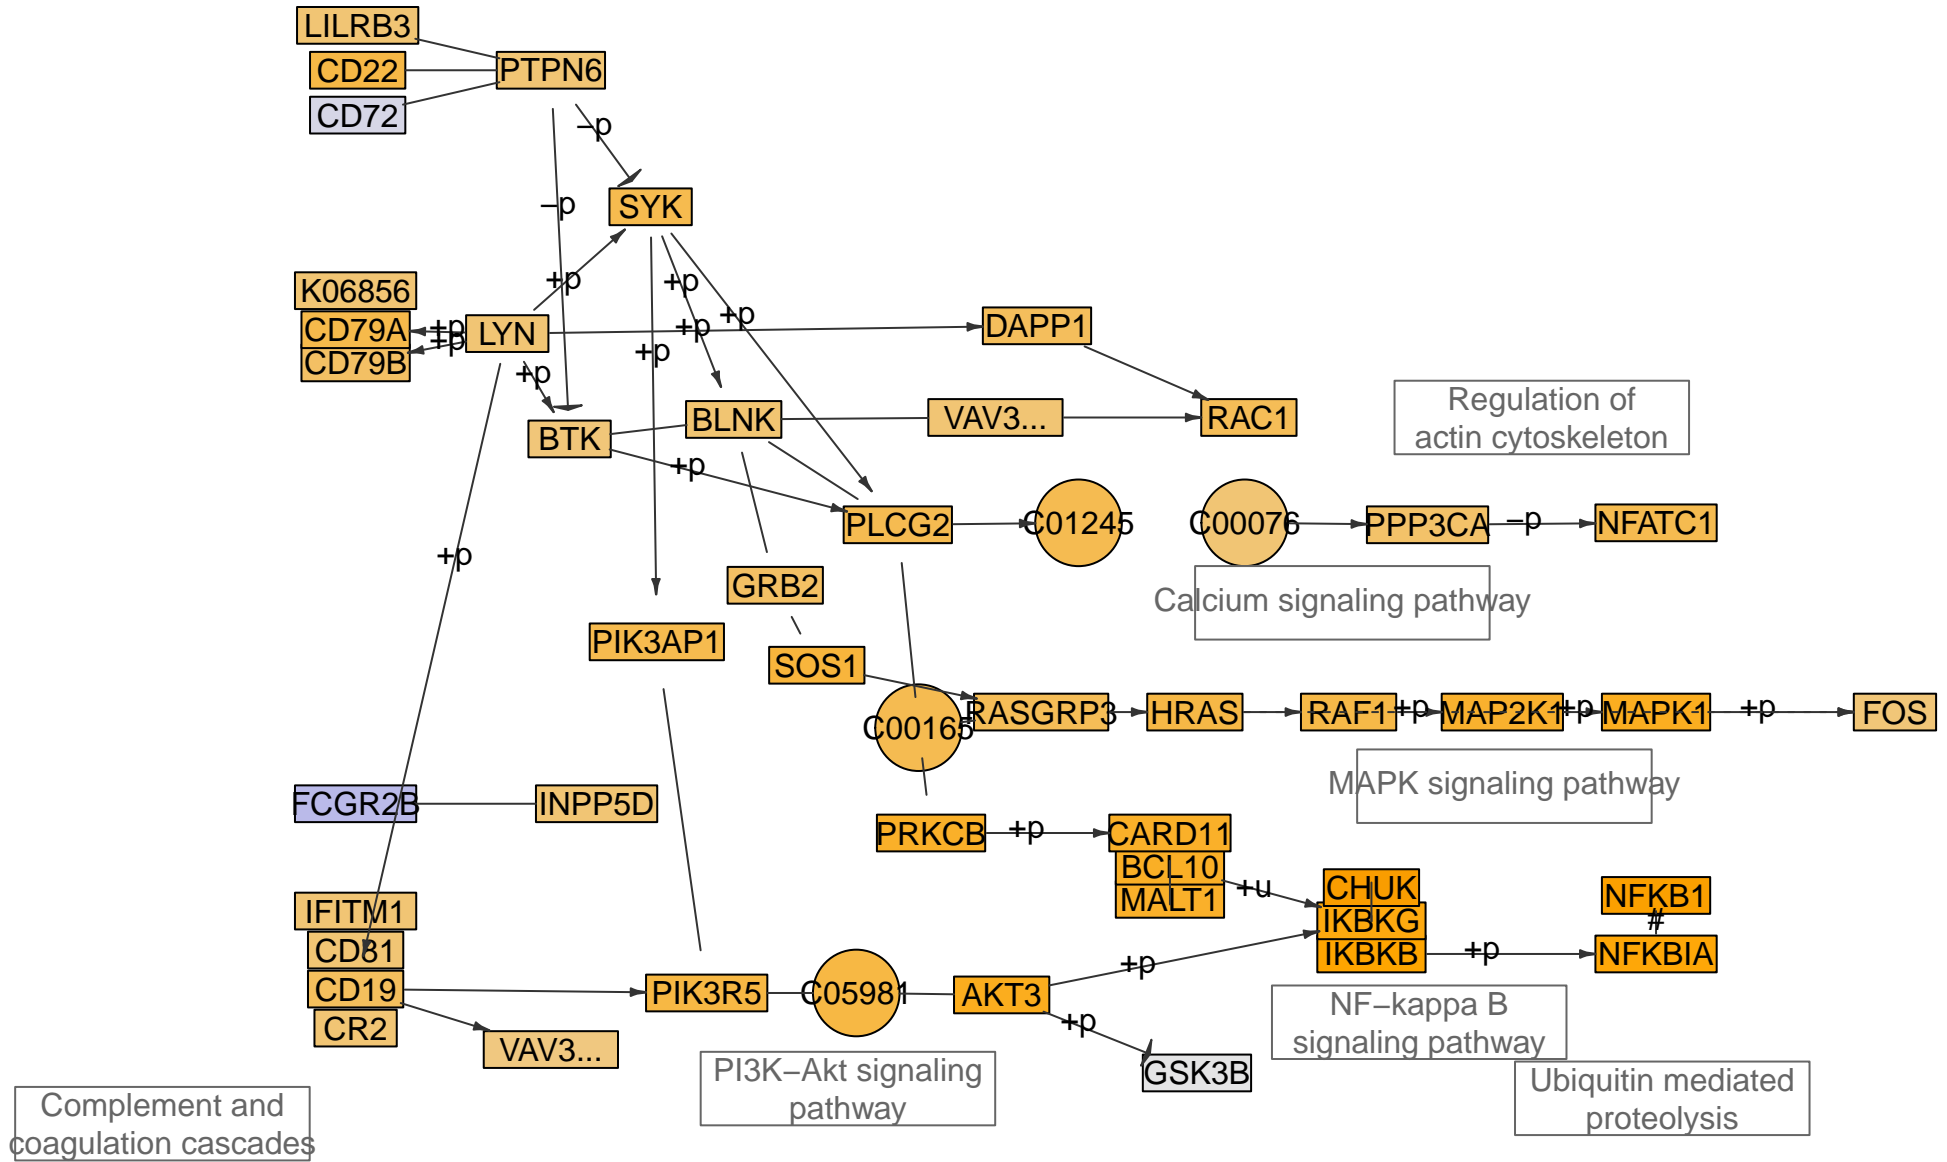 LILRB3
CD22
PTPN6
CD72
–p
SYK
–p
+p
+p
K06856
CD79A
+p
LYN
+p
+p
DAPP1
CD79B
+p
+p
+p
BTK
BLNK
VAV3...
RAC1
Regulation of
actin cytoskeleton
+p
PLCG2
C01245
C00076
PPP3CA
–p
NFATC1
+p
GRB2
Calcium signaling pathway
PIK3AP1
SOS1
C00165
RASGRP3
HRAS
RAF1
+p
MAP2K1
+p
MAPK1
+p
FOS
MAPK signaling pathway
FCGR2B
INPP5D
PRKCB
+p
CARD11
BCL10
MALT1
+u
CHUK
IKBKG
IKBKB
NFKB1
#
+p
NFKBIA
IFITM1
CD81
CD19
CR2
VAV3...
PIK3R5
C05981
AKT3
+p
+p
GSK3B
NF–kappa B
signaling pathway
PI3K–Akt signaling
pathway
Ubiquitin mediated
proteolysis
Complement and
coagulation cascades